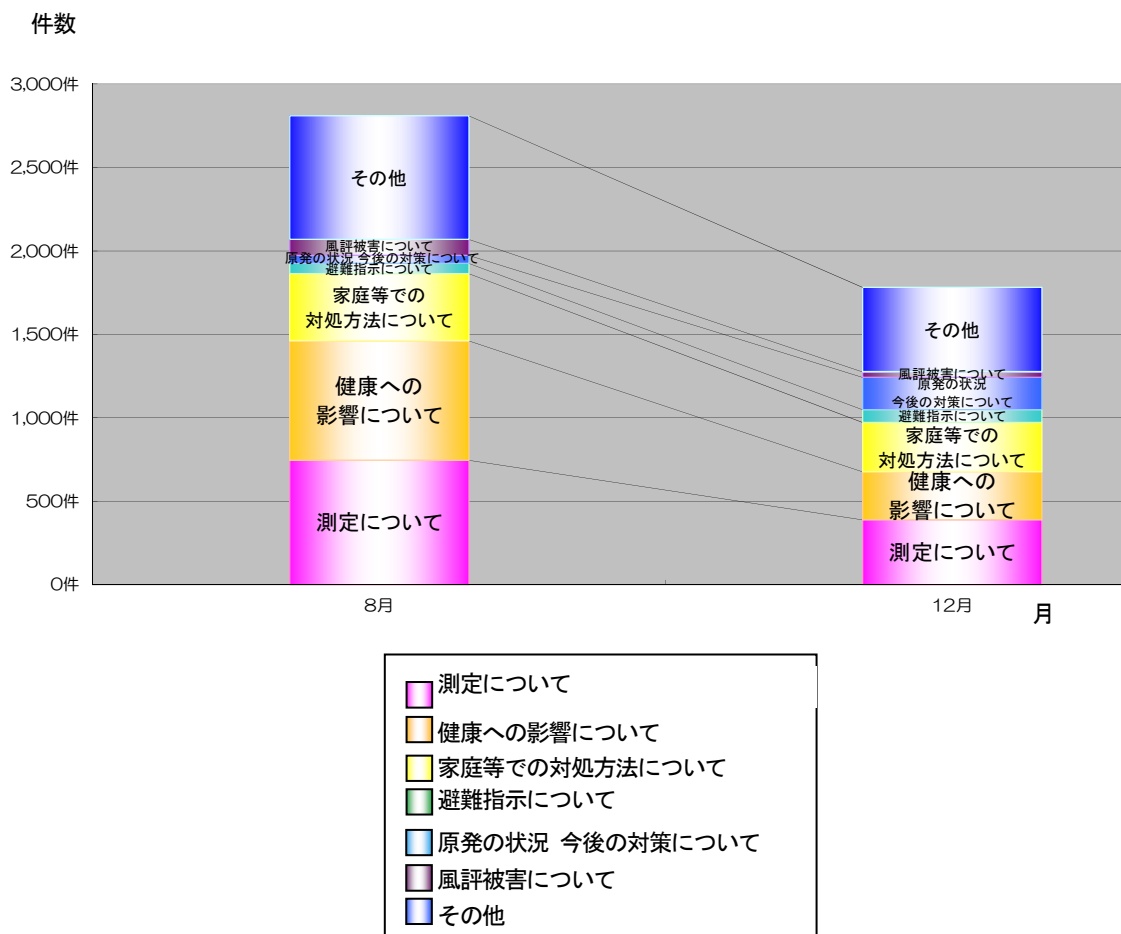 件数
3,000件
2,500件
2,000件
1,500件
1,000件
500件
0件
その他
風評被害について
原発の状況 今後の対策について
避難指示について
家庭等での
対処方法について
健康への
影響について
測定について
その他
風評被害について
原発の状況
今後の対策について
避難指示について
家庭等での
対処方法について
健康への
影響について
測定について
8月
12月
月
測定について
健康への影響について
家庭等での対処方法について
避難指示について
原発の状況 今後の対策について
風評被害について
その他